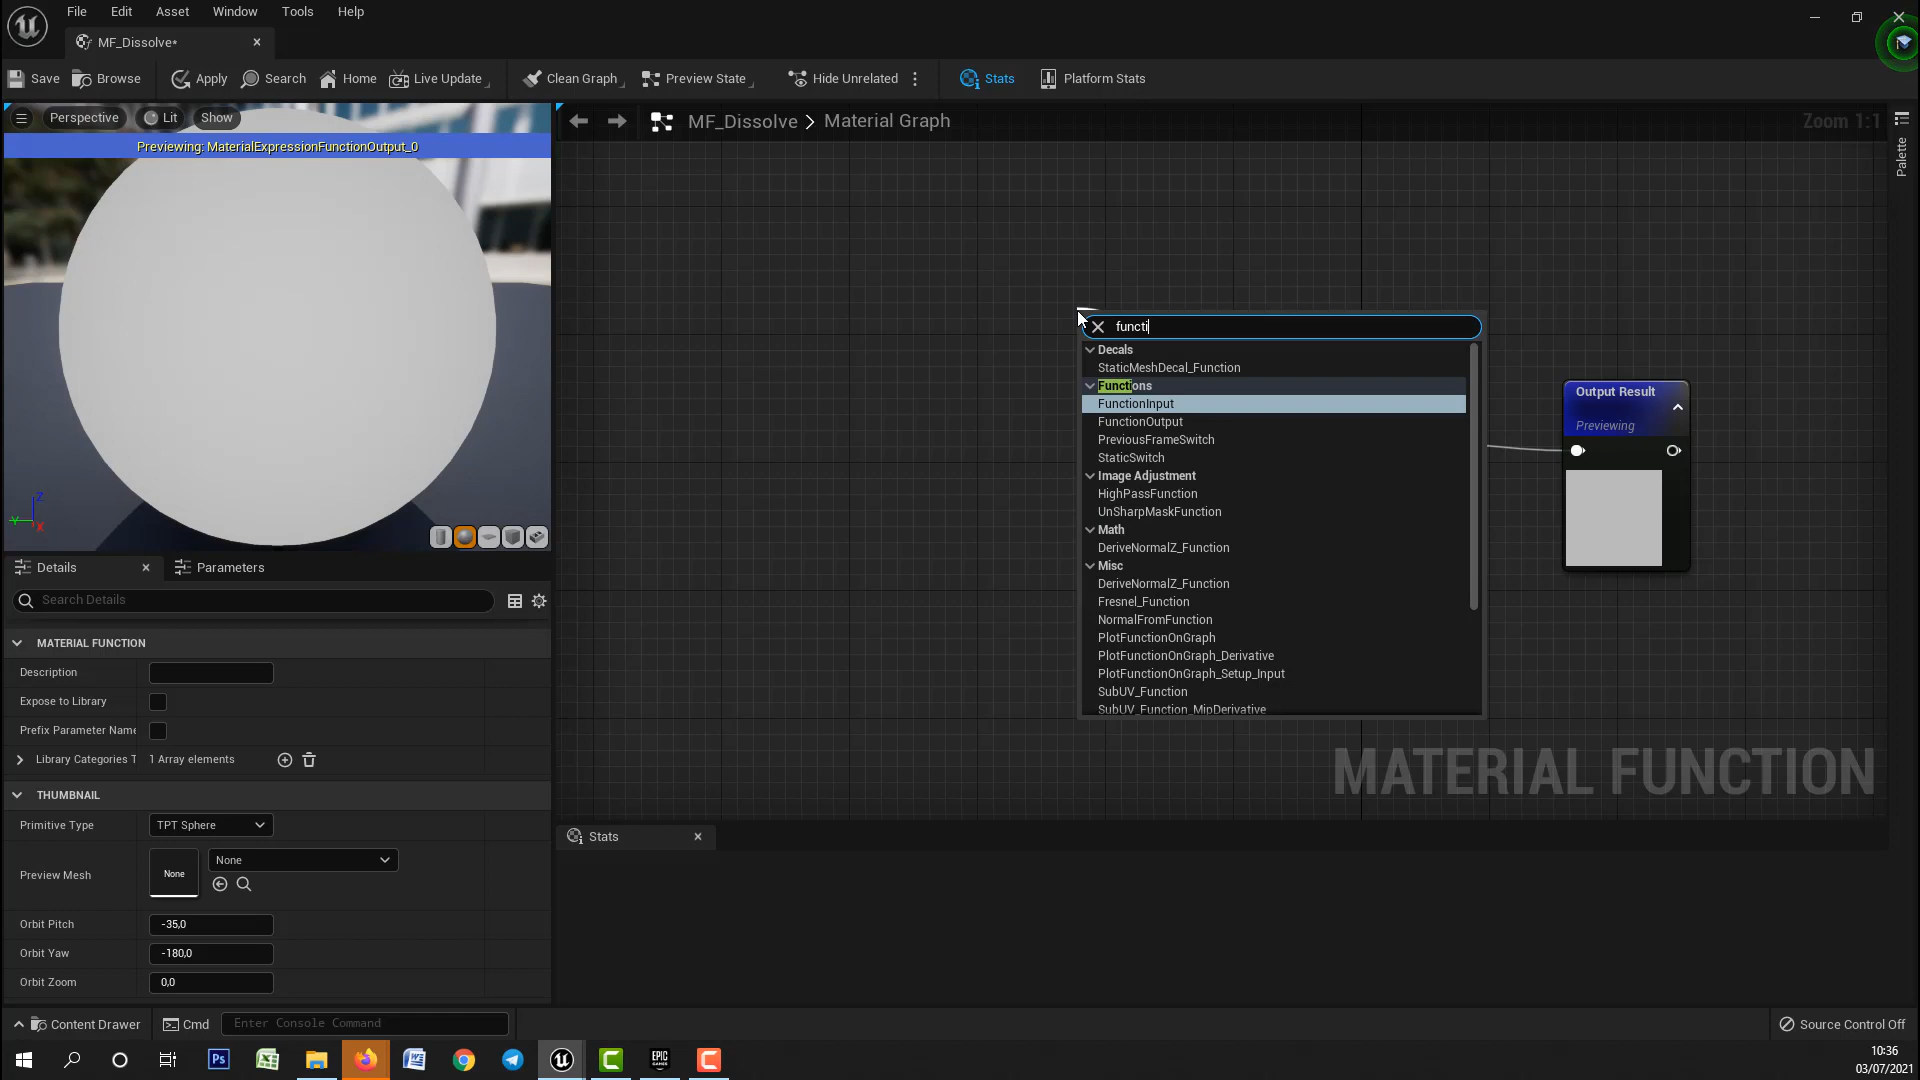 File Edit Asset Window Tools Help
MF_Dissolve*
Save Browse Apply Search Home Live Update Clean Graph Preview State Hide Unrelated Stats Platform Stats
Perspective Lit Show
MF_Dissolve > Material Graph
Zoom 1:1
Palette
Previewing: MaterialExpressionFunctionOutput_0
Z
Y
X
functi
Decals
StaticMeshDecal_Function
Functions
FunctionInput
FunctionOutput
PreviousFrameSwitch
StaticSwitch
Image Adjustment
HighPassFunction
UnSharpMaskFunction
Math
DeriveNormalZ_Function
Misc
DeriveNormalZ_Function
Fresnel_Function
NormalFromFunction
PlotFunctionOnGraph
PlotFunctionOnGraph_Derivative
PlotFunctionOnGraph_Setup_Input
SubUV_Function
SubUV_Function_MipDerivative
Output Result
Previewing
MATERIAL FUNCTION
Details Parameters
Search Details
MATERIAL FUNCTION
Description
Expose to Library
Prefix Parameter Name
Library Categories T 1 Array elements
THUMBNAIL
Primitive Type TPT Sphere
Preview Mesh None None
Orbit Pitch -35,0
Orbit Yaw -180,0
Orbit Zoom 0,0
Stats
Content Drawer Cmd Enter Console Command
Source Control Off
Ps
EPIC GAMES
10:36
03/07/2021